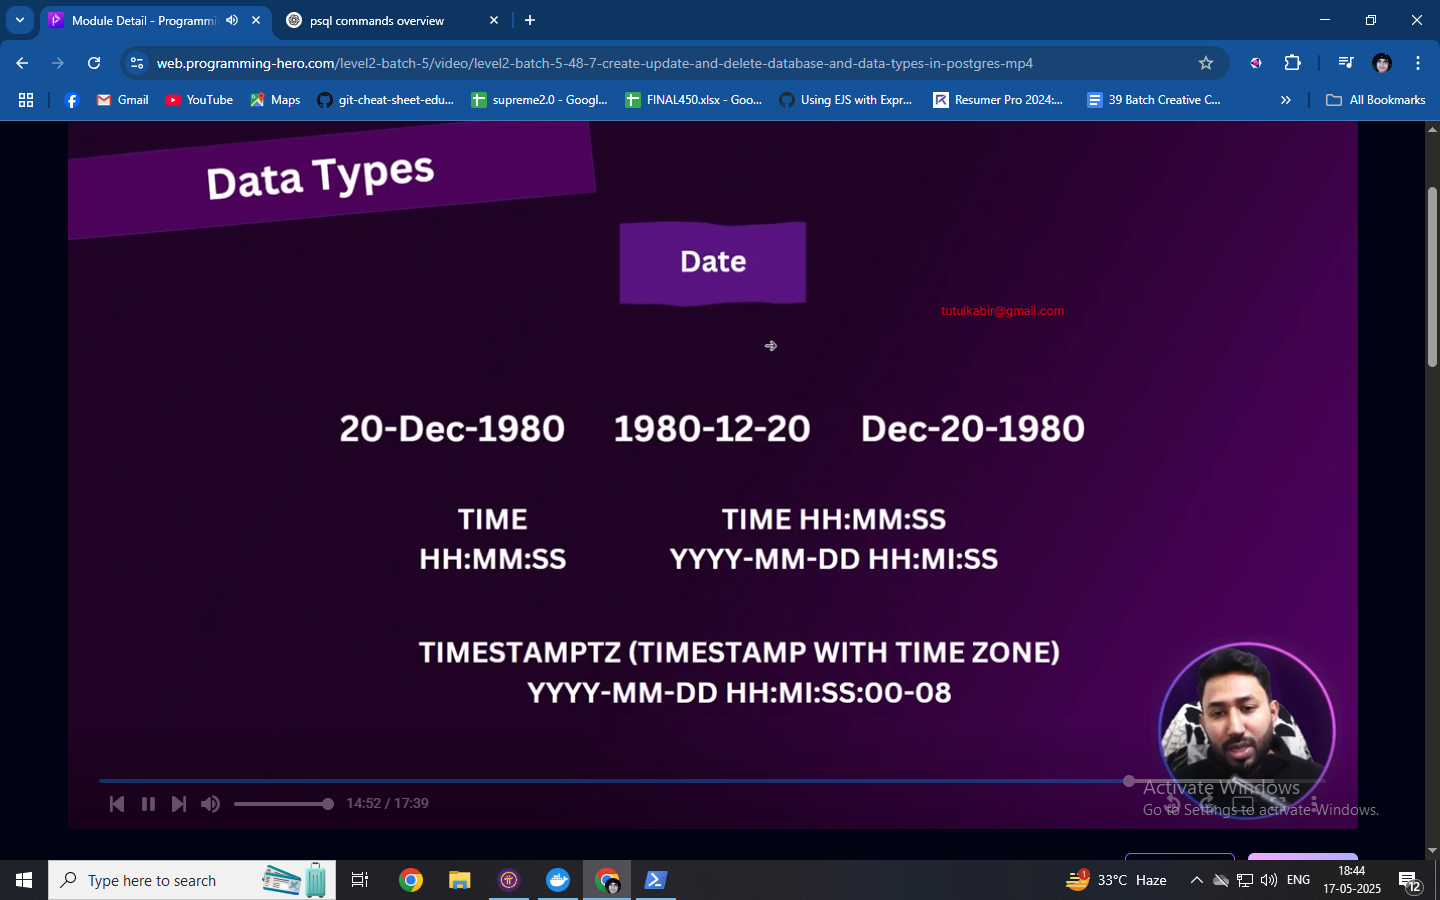 Module Detail - Programmi
psql commands overview
web.programming-hero.com/level2-batch-5/video/level2-batch-5-48-7-create-update-and-delete-database-and-data-types-in-postgres-mp4
Gmail
YouTube
Maps
git-cheat-sheet-edu...
supreme2.0 - Googl...
FINAL450.xlsx - Goo...
Using EJS with Expr...
Resumer Pro 2024:...
39 Batch Creative C...
All Bookmarks
Data Types
Date
tutulkabir@gmail.com
20-Dec-1980 1980-12-20 Dec-20-1980
TIME
HH:MM:SS
TIME HH:MM:SS
YYYY-MM-DD HH:MI:SS
TIMESTAMPTZ (TIMESTAMP WITH TIME ZONE)
YYYY-MM-DD HH:MI:SS:00-08
14:52 / 17:39
Activate Windows
Go to Settings to activate Windows.
Type here to search
1
33°C Haze
ENG
18:44
17-05-2025
12